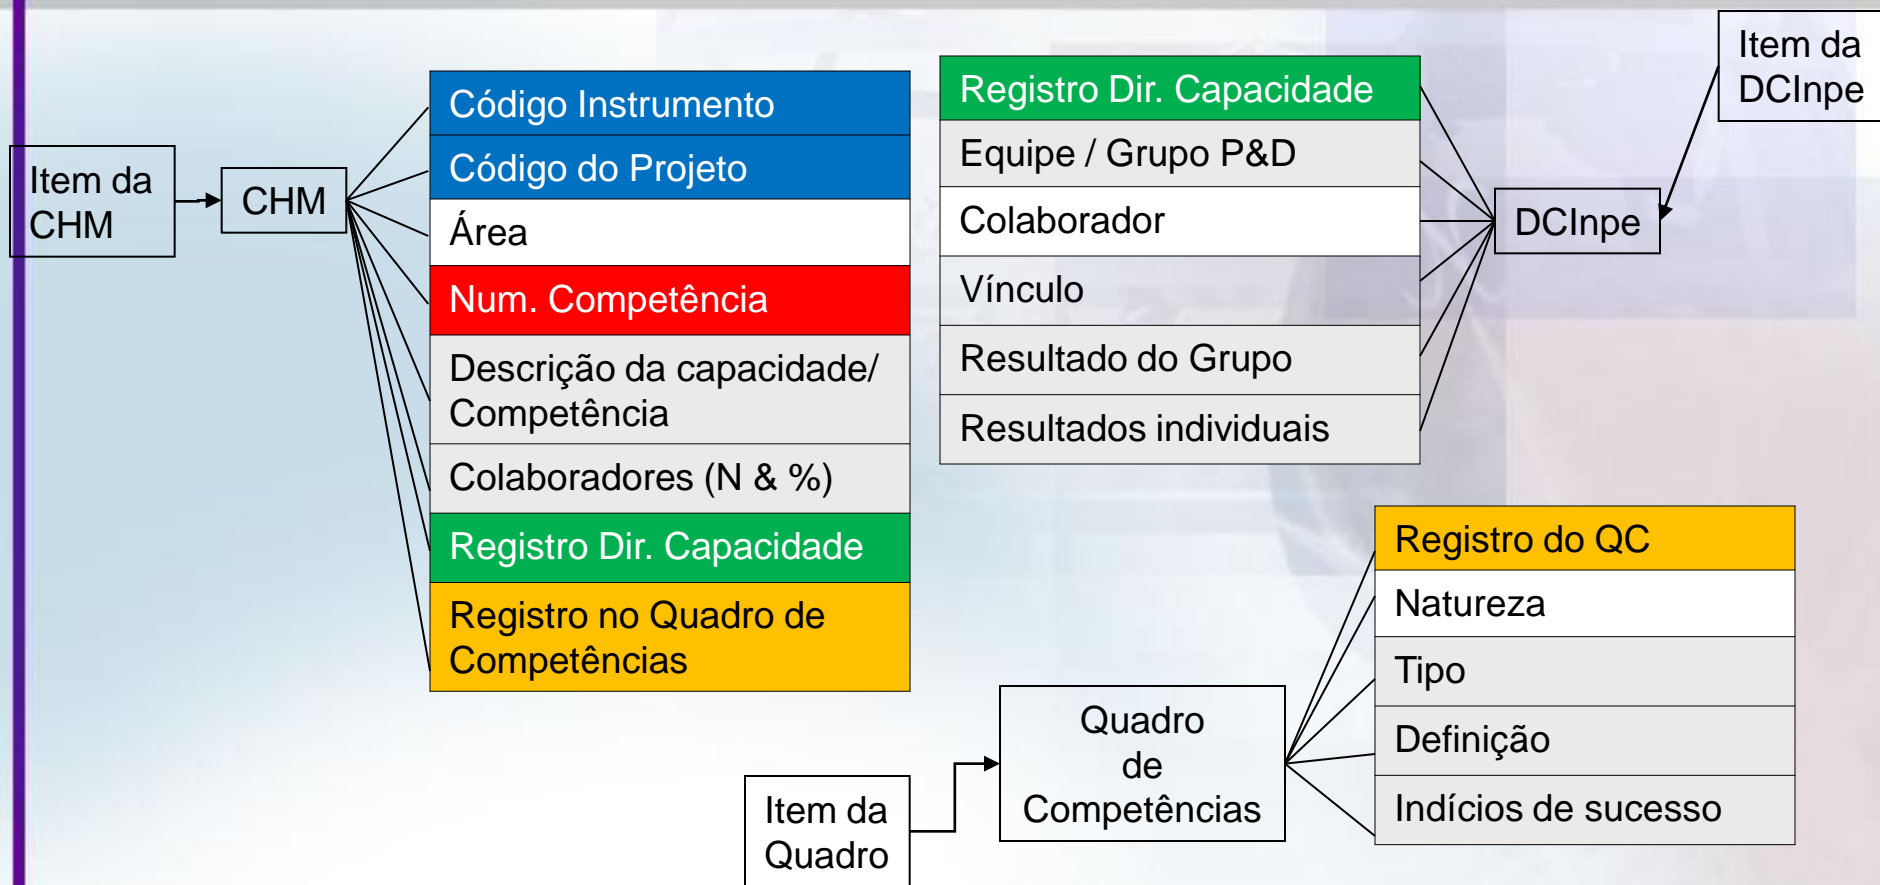 Item da
CHM
CHM
Código Instrumento
Código do Projeto
Área
Num. Competência
Descrição da capacidade/
Competência
Colaboradores (N & %)
Registro Dir. Capacidade
Registro no Quadro de
Competências
Registro Dir. Capacidade
Equipe / Grupo P&D
Colaborador
Vínculo
Resultado do Grupo
Resultados individuais
DCInpe
Item da
DCInpe
Item da
Quadro
Quadro
de
Competências
Registro do QC
Natureza
Tipo
Definição
Indícios de sucesso